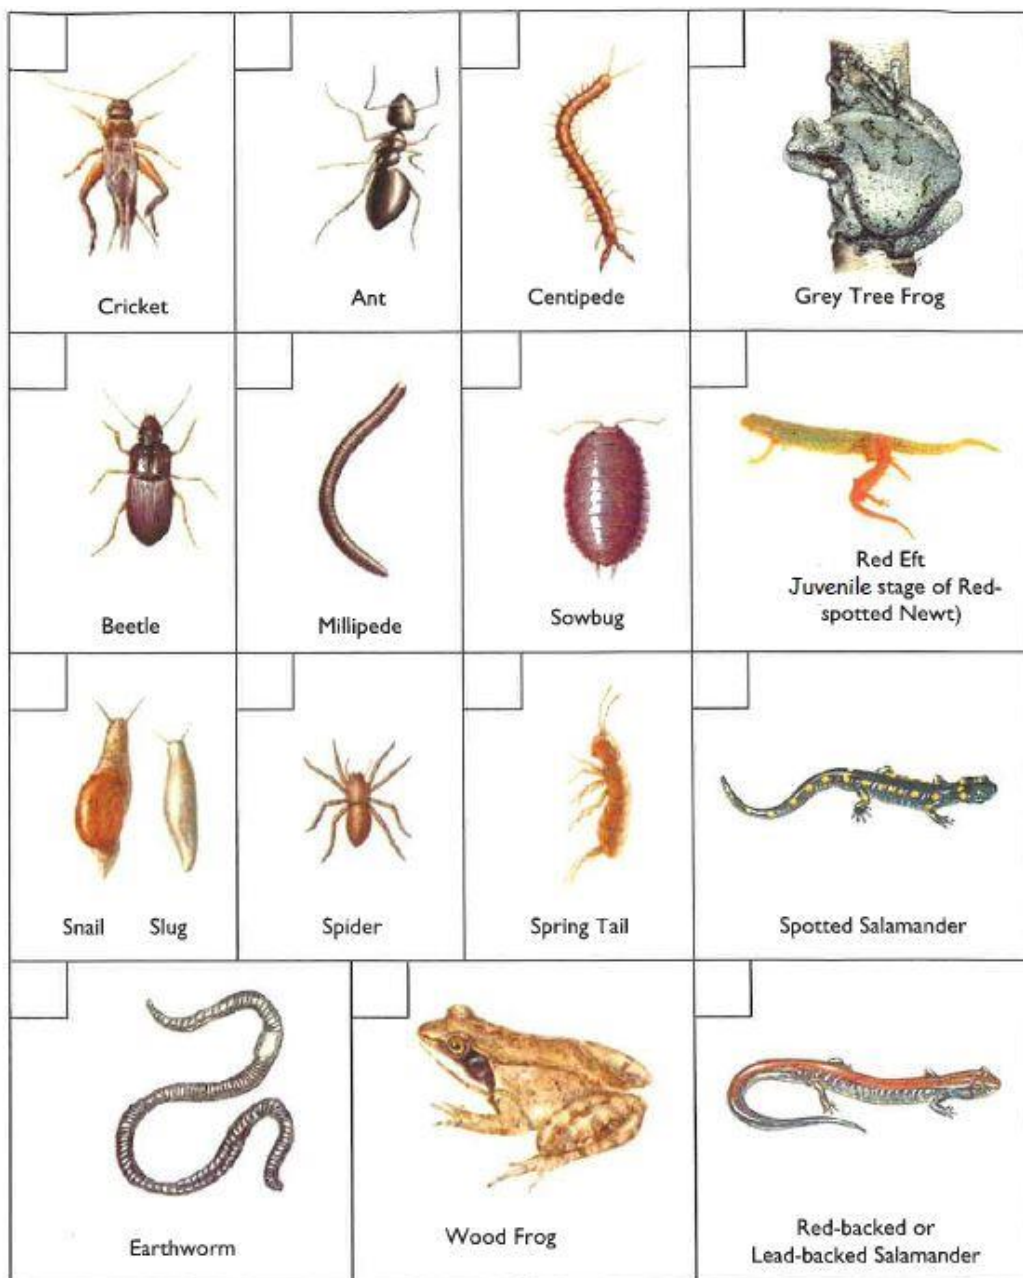 Cricket
Ant
Centipede
Grey Tree Frog
Beetle
Millipede
Sowbug
Red Eft
Juvenile stage of Red-
spotted Newt)
Snail Slug
Spider
Spring Tail
Spotted Salamander
Earthworm
Wood Frog
Red-backed or
Lead-backed Salamander